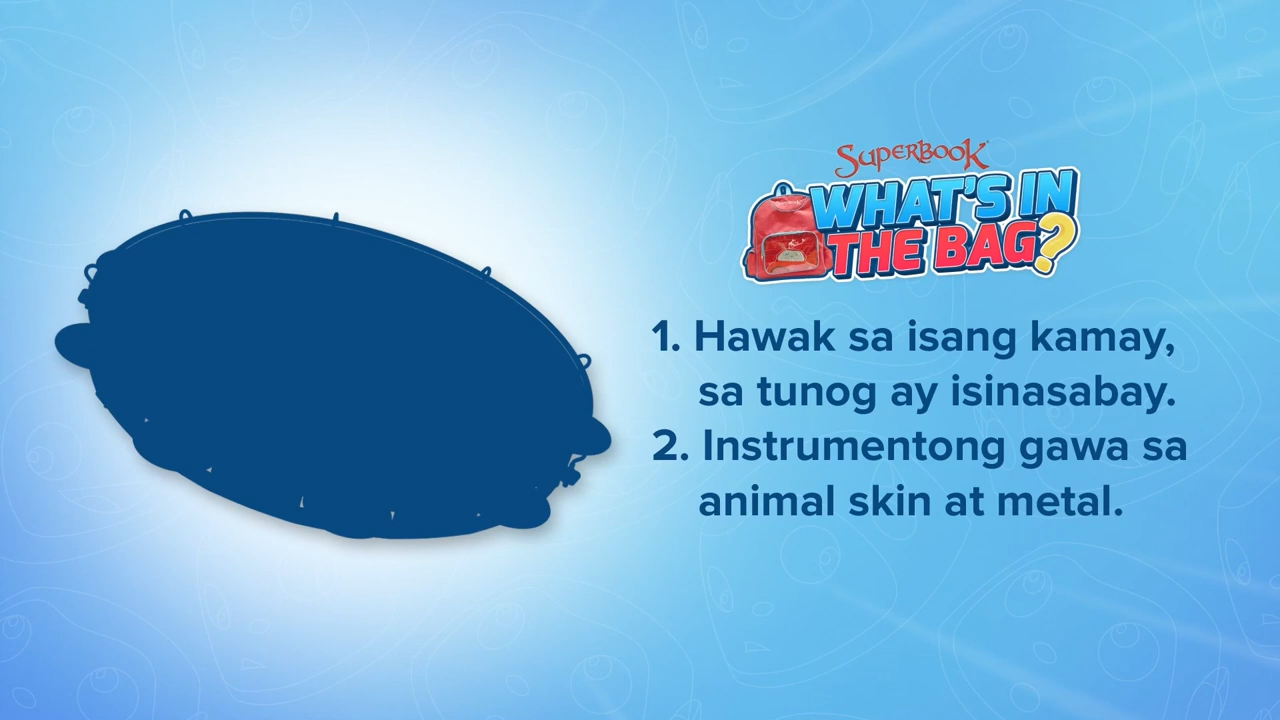 SUPERBOOK
WHAT'S IN
THE BAG?
1. Hawak sa isang kamay,
sa tunog ay isinasabay.
2. Instrumentong gawa sa
animal skin at metal.